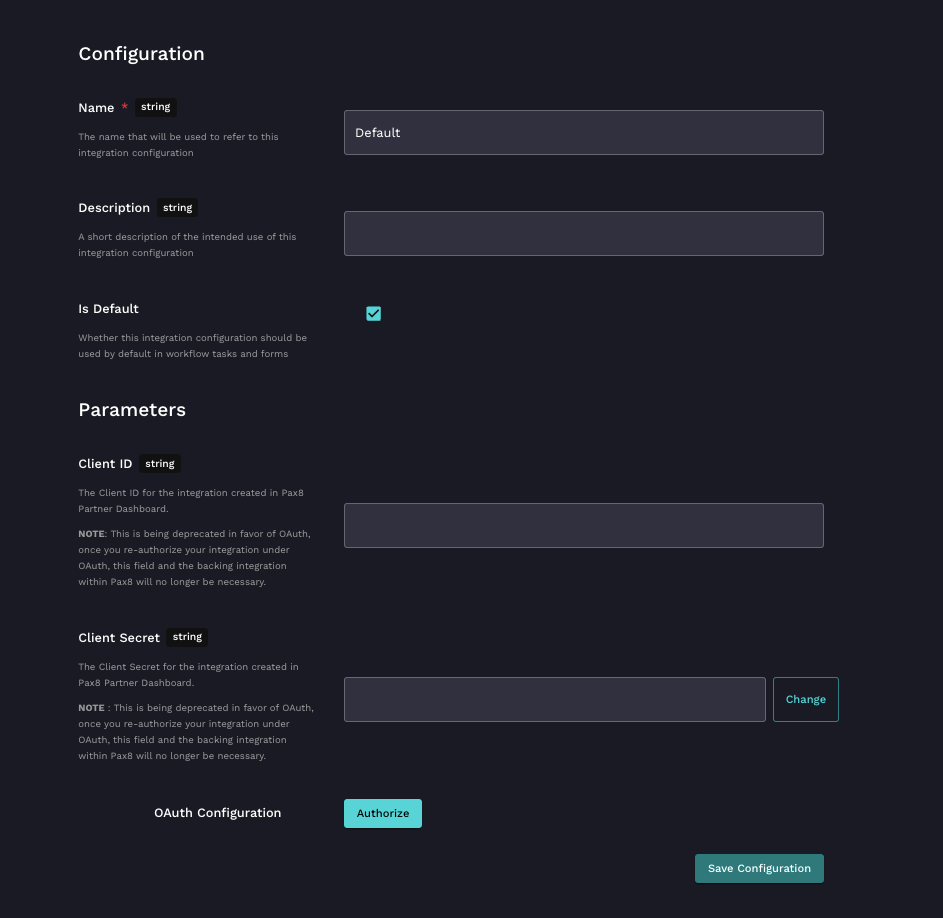 Configuration
Name * string
The name that will be used to refer to this
integration configuration
Default
Description string
A short description of the intended use of this
integration configuration
Is Default
Whether this integration configuration should be
used by default in workflow tasks and forms
Parameters
Client ID string
The Client ID for the integration created in Pax8
Partner Dashboard.
NOTE: This is being deprecated in favor of OAuth,
once you re-authorize your integration under
OAuth, this field and the backing integration
within Pax8 will no longer be necessary.
Client Secret string
The Client Secret for the integration created in
Pax8 Partner Dashboard.
NOTE : This is being deprecated in favor of OAuth,
once you re-authorize your integration under
OAuth, this field and the backing integration
within Pax8 will no longer be necessary.
Change
OAuth Configuration
Authorize
Save Configuration